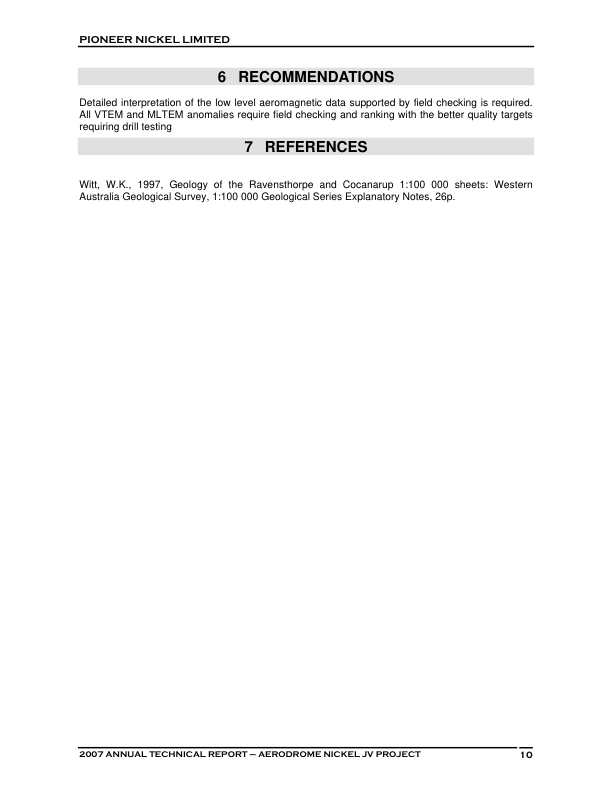 PIONEER NICKEL LIMITED
6 RECOMMENDATIONS
Detailed interpretation of the low level aeromagnetic data supported by field checking is required.
All VTEM and MLTEM anomalies require field checking and ranking with the better quality targets
requiring drill testing
7 REFERENCES
Witt, W.K., 1997, Geology of the Ravensthorpe and Cocanarup 1:100 000 sheets: Western
Australia Geological Survey, 1:100 000 Geological Series Explanatory Notes, 26p.
2007 ANNUAL TECHNICAL REPORT – AERODROME NICKEL JV PROJECT 10